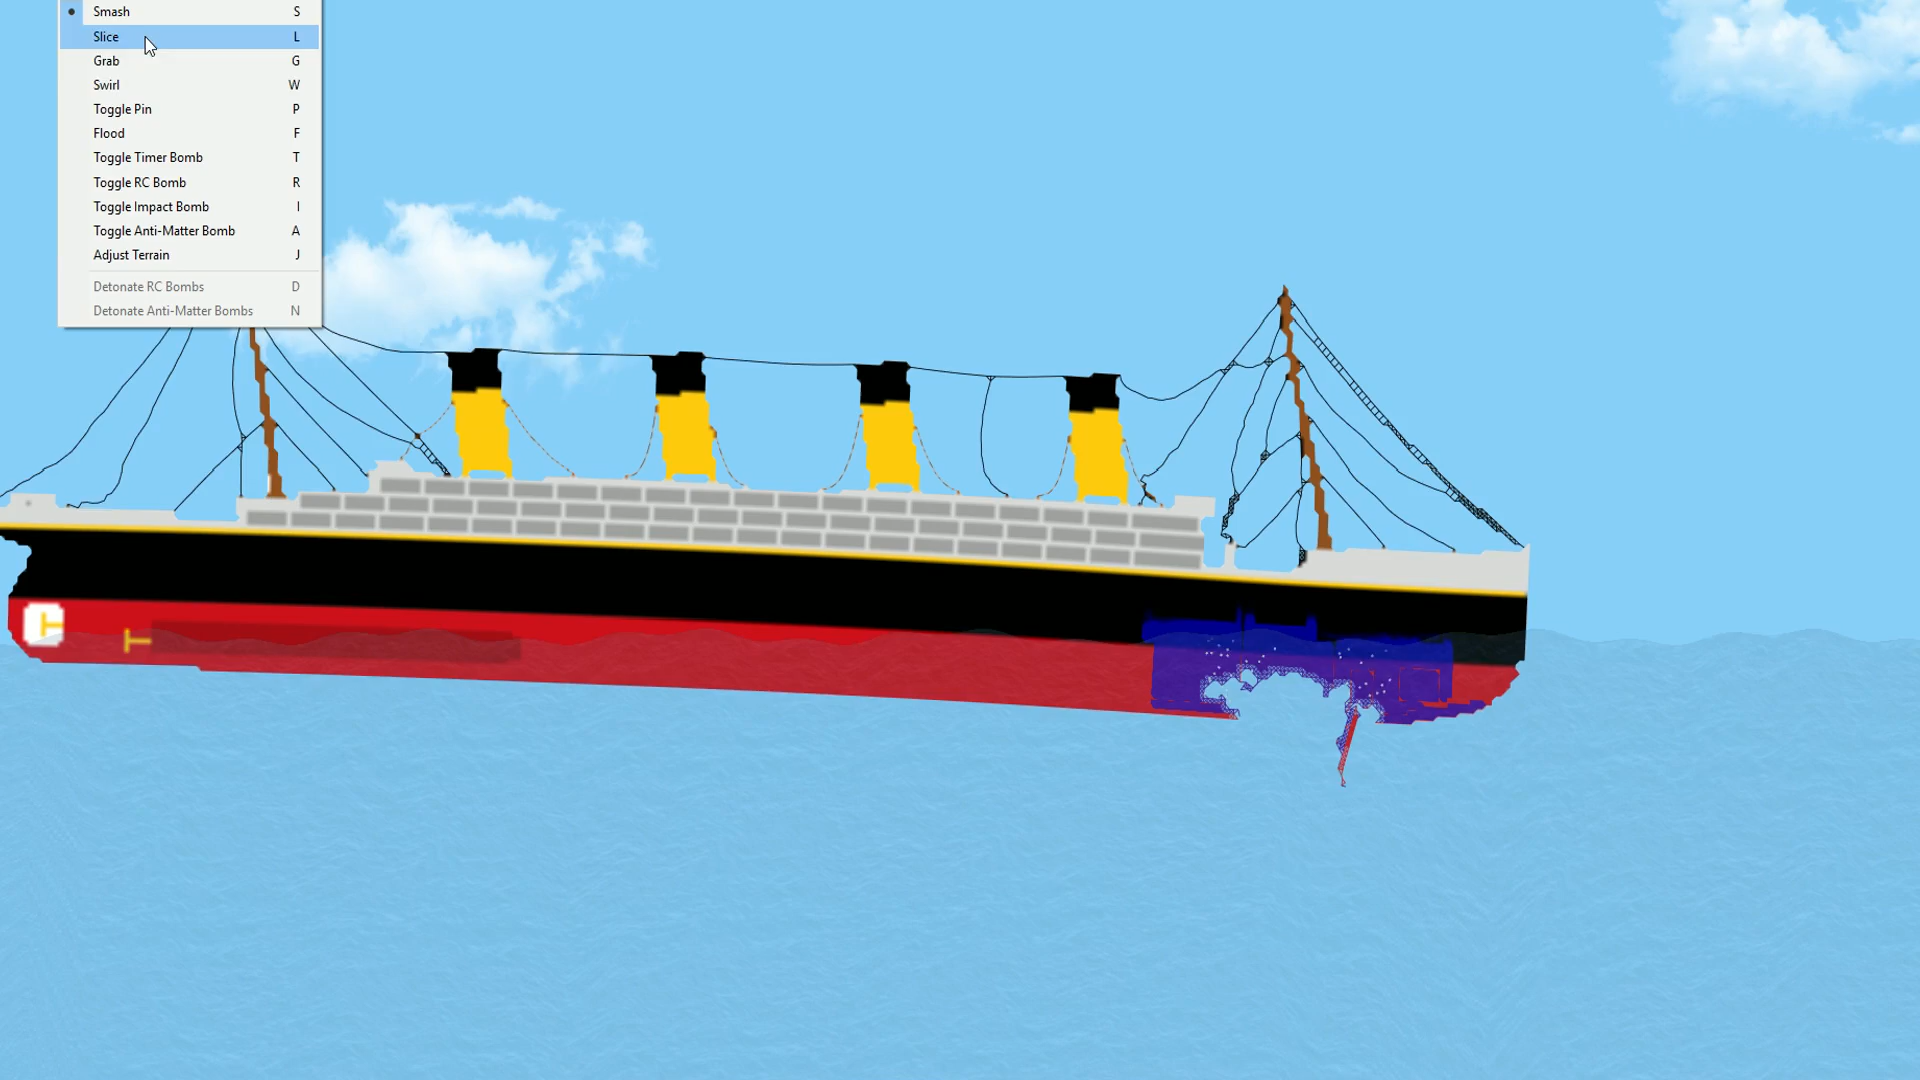 Smash S
Slice L
Grab G
Swirl W
Toggle Pin P
Flood F
Toggle Timer Bomb T
Toggle RC Bomb R
Toggle Impact Bomb I
Toggle Anti-Matter Bomb A
Adjust Terrain J
Detonate RC Bombs D
Detonate Anti-Matter Bombs N